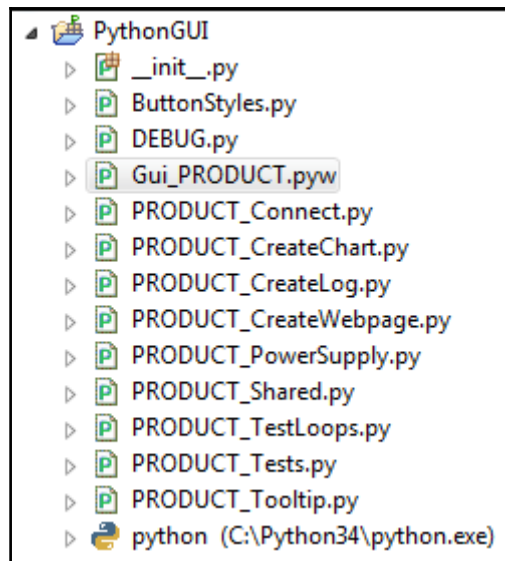 PythonGUI
__init__.py
ButtonStyles.py
DEBUG.py
Gui_PRODUCT.pyw
PRODUCT_Connect.py
PRODUCT_CreateChart.py
PRODUCT_CreateLog.py
PRODUCT_CreateWebpage.py
PRODUCT_PowerSupply.py
PRODUCT_Shared.py
PRODUCT_TestLoops.py
PRODUCT_Tests.py
PRODUCT_Tooltip.py
python (C:\Python34\python.exe)